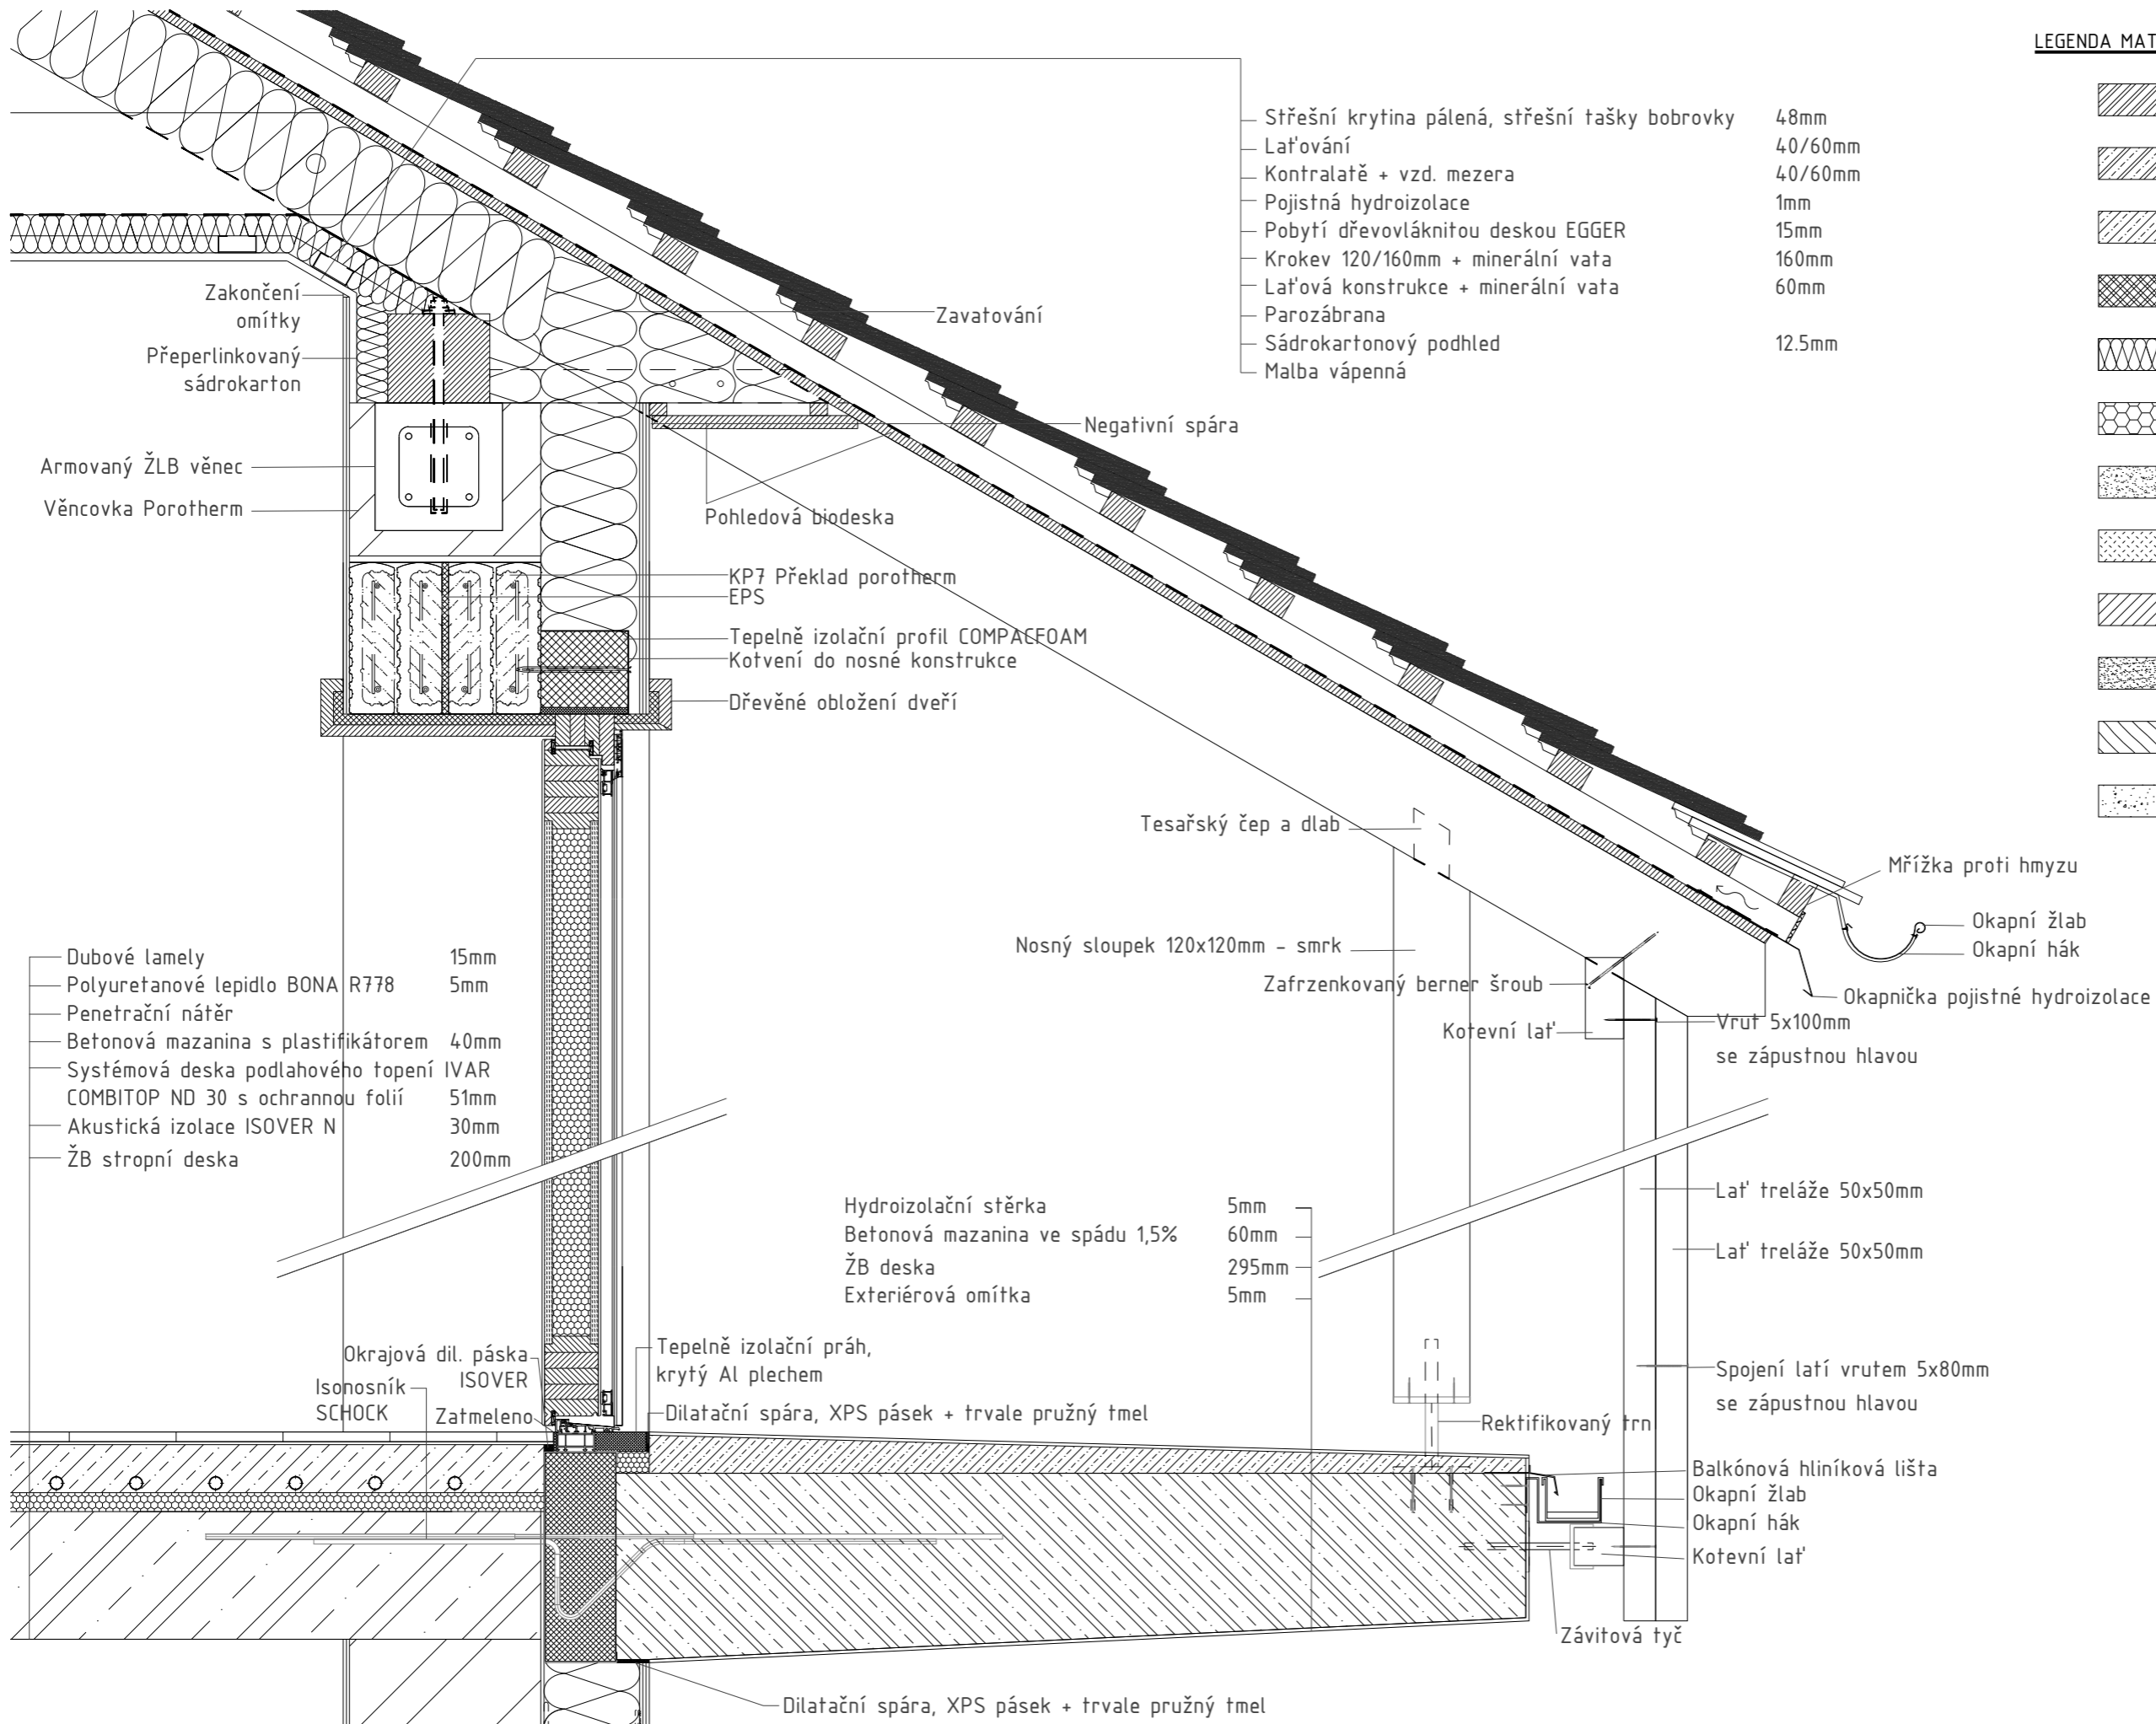 LEGENDA MAT
Střešní krytina pálená, střešní tašky bobrovky 48mm
Laťování 40/60mm
Kontralatě + vzd. mezera 40/60mm
Pojistná hydroizolace 1mm
Pobytí dřevovláknitou deskou EGGER 15mm
Krokev 120/160mm + minerální vata 160mm
Laťová konstrukce + minerální vata 60mm
Parozábrana
Sádrokartonový podhled 12.5mm
Malba vápenná
Zakončení
omítky
Přeperlinkovaný
sádrokarton
Zavatování
Negativní spára
Armovaný ŽLB věnec
Věncovka Porotherm
Pohledová biodeska
KP7 Překlad porotherm
EPS
Tepelně izolační profil COMPACFOAM
Kotvení do nosné konstrukce
Dřevěné obložení dveří
Tesařský čep a dlab
Mřížka proti hmyzu
Okapní žlab
Okapní hák
Nosný sloupek 120x120mm – smrk
Zafrzenkovaný berner šroub
Okapnička pojistné hydroizolace
Kotevní lať
Vrut 5x100mm
se zápustnou hlavou
Dubové lamely 15mm
Polyuretanové lepidlo BONA R778 5mm
Penetrační nátěr
Betonová mazanina s plastifikátorem 40mm
Systémová deska podlahového topení IVAR
COMBITOP ND 30 s ochrannou folií 51mm
Akustická izolace ISOVER N 30mm
ŽB stropní deska 200mm
Hydroizolační stěrka 5mm
Betonová mazanina ve spádu 1,5% 60mm
ŽB deska 295mm
Exteriérová omítka 5mm
Lať treláže 50x50mm
Lať treláže 50x50mm
Okrajová dil. páska
ISOVER
Isonosník
SCHOCK
Zatmeleno
Tepelně izolační práh,
krytý Al plechem
Dilatační spára, XPS pásek + trvale pružný tmel
Spojení latí vrutem 5x80mm
se zápustnou hlavou
Rektifikovaný trn
Balkónová hliníková lišta
Okapní žlab
Okapní hák
Kotevní lať
Závitová tyč
Dilatační spára, XPS pásek + trvale pružný tmel